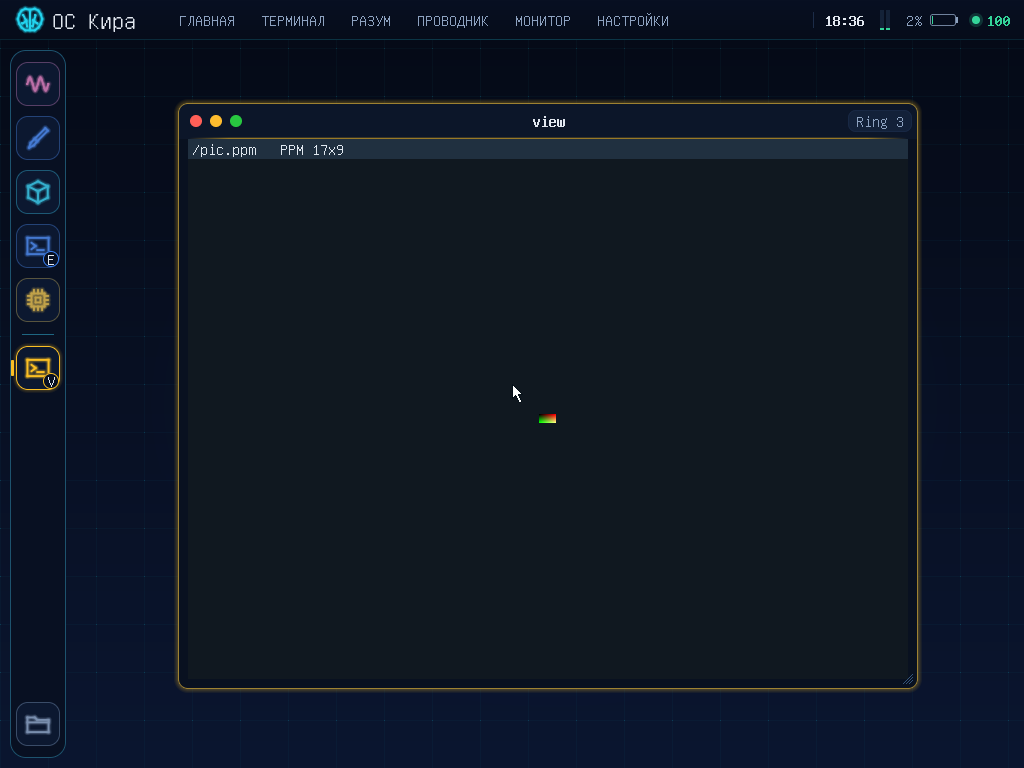 ОС Кира ГЛАВНАЯ ТЕРМИНАЛ РАЗУМ ПРОВОДНИК МОНИТОР НАСТРОЙКИ 18:36 2% 100
view Ring 3
/pic.ppm PPM 17x9
E
V